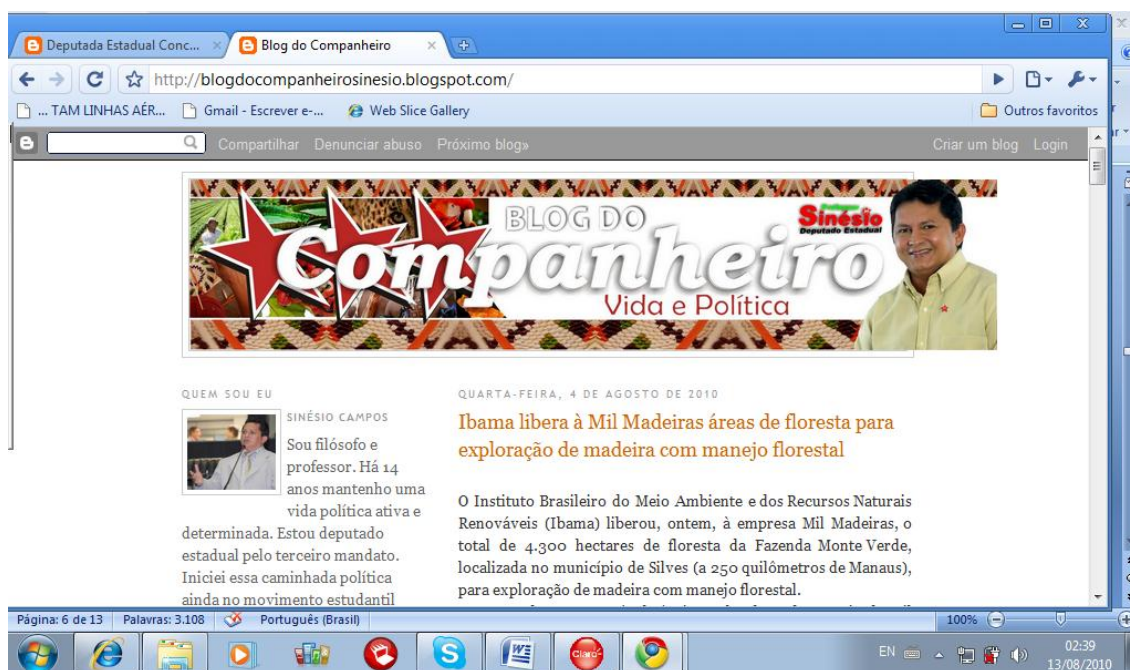 Deputada Estadual Conc...
Blog do Companheiro
http://blogdocompanheirosinesio.blogspot.com/
... TAM LINHAS AÉR...
Gmail - Escrever e-...
Web Slice Gallery
Outros favoritos
Compartilhar Denunciar abuso Próximo blog»
Criar um blog Login
BLOG DO
Sinésio
Deputado Estadual
Companheiro
Vida e Política
QUEM SOU EU
SINÉSIO CAMPOS
Sou filósofo e
professor. Há 14
anos mantenho uma
vida política ativa e
determinada. Estou deputado
estadual pelo terceiro mandato.
Iniciei essa caminhada política
ainda no movimento estudantil
QUARTA-FEIRA, 4 DE AGOSTO DE 2010
Ibama libera à Mil Madeiras áreas de floresta para
exploração de madeira com manejo florestal
O Instituto Brasileiro do Meio Ambiente e dos Recursos Naturais
Renováveis (Ibama) liberou, ontem, à empresa Mil Madeiras, o
total de 4.300 hectares de floresta da Fazenda Monte Verde,
localizada no município de Silves (a 250 quilômetros de Manaus),
para exploração de madeira com manejo florestal.
Página: 6 de 13 Palavras: 3.108 Português (Brasil)
100%
Claro
EN
02:39
13/08/2010